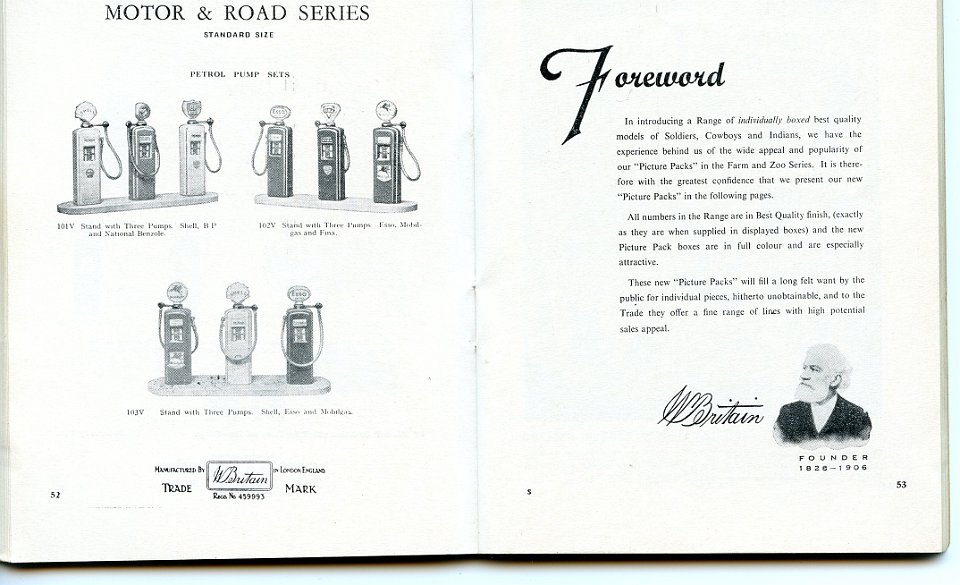 MOTOR & ROAD SERIES
STANDARD SIZE
PETROL PUMP SETS
ESSO
101V Stand with Three Pumps. Shell, B P
and National Benzole.
102V Stand with Three Pumps Esso, Mobil-
gas and Fina.
SHELL
ESSO
103V Stand with Three Pumps. Shell, Esso and Mobilgas.
MANUFACTURED BY W Britain IN LONDON ENGLAND
TRADE MARK
REGD. No 459993
52
Foreword
In introducing a Range of individually boxed best quality
models of Soldiers, Cowboys and Indians, we have the
experience behind us of the wide appeal and popularity of
our “Picture Packs” in the Farm and Zoo Series. It is there-
fore with the greatest confidence that we present our new
“Picture Packs” in the following pages.
All numbers in the Range are in Best Quality finish, (exactly
as they are when supplied in displayed boxes) and the new
Picture Pack boxes are in full colour and are especially
attractive.
These new “Picture Packs” will fill a long felt want by the
public for individual pieces, hitherto unobtainable, and to the
Trade they offer a fine range of lines with high potential
sales appeal.
W Britain
FOUNDER
1828–1906
S
53